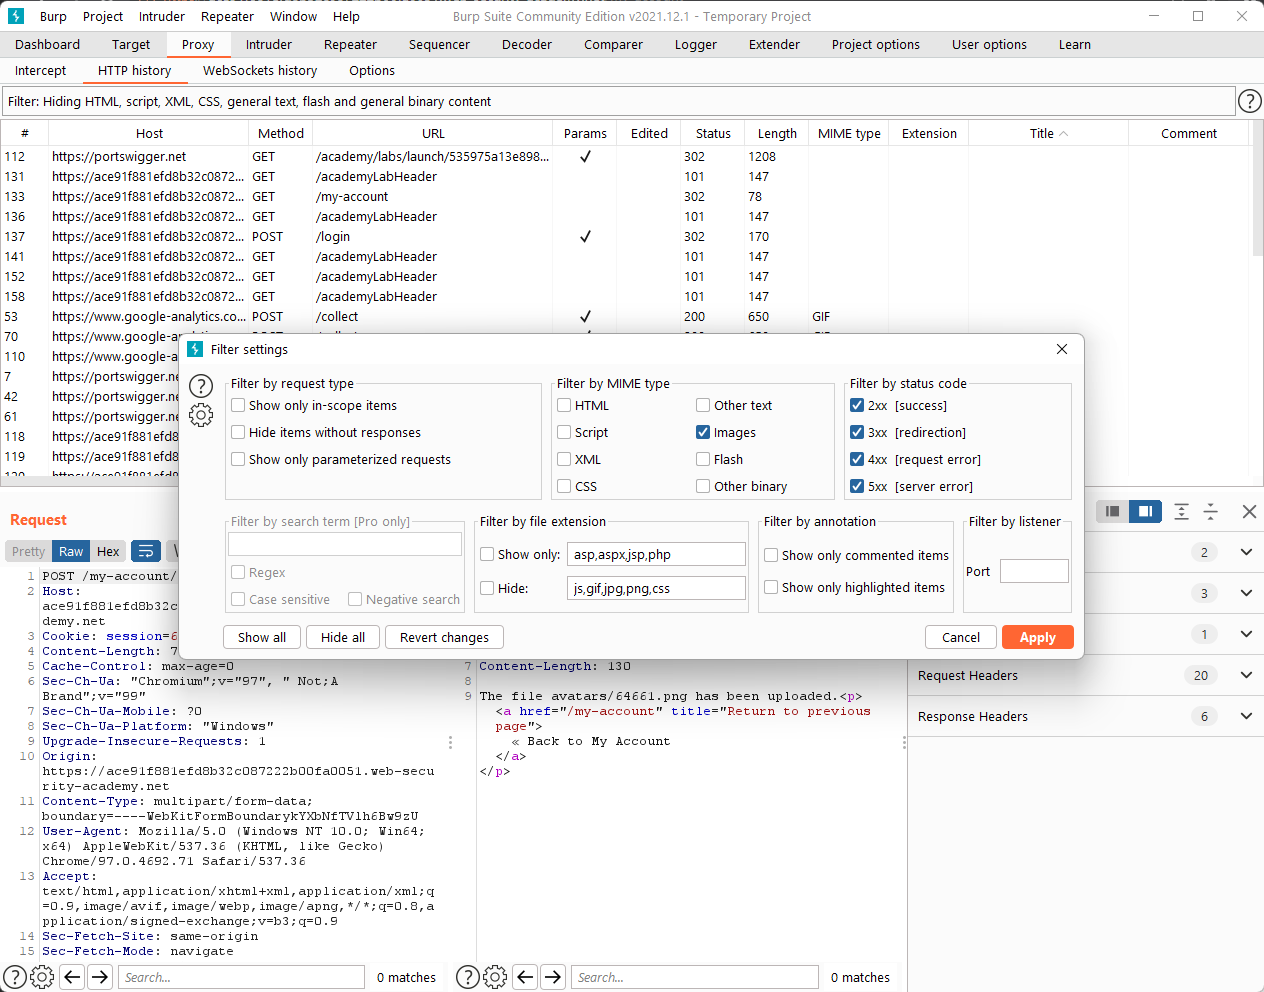 Burp Project Intruder Repeater Window Help Burp Suite Community Edition v2021.12.1 - Temporary Project
Dashboard Target Proxy Intruder Repeater Sequencer Decoder Comparer Logger Extender Project options User options Learn
Intercept HTTP history WebSockets history Options
Filter: Hiding HTML, script, XML, CSS, general text, flash and general binary content
# Host Method URL Params Edited Status Length MIME type Extension Title Comment
112 https://portswigger.net GET /academy/labs/launch/535975a13e898... ✓ 302 1208
131 https://ace91f881efd8b32c0872... GET /academyLabHeader 101 147
133 https://ace91f881efd8b32c0872... GET /my-account 302 78
136 https://ace91f881efd8b32c0872... GET /academyLabHeader 101 147
137 https://ace91f881efd8b32c0872... POST /login ✓ 302 170
141 https://ace91f881efd8b32c0872... GET /academyLabHeader 101 147
152 https://ace91f881efd8b32c0872... GET /academyLabHeader 101 147
158 https://ace91f881efd8b32c0872... GET /academyLabHeader 101 147
53 https://www.google-analytics.co... POST /collect ✓ 200 650 GIF
70 https://www.google-an
110 https://www.google-a
7 https://portswigger.ne
42 https://portswigger.ne
61 https://portswigger.ne
118 https://ace91f881efd8
119 https://ace91f881efd8
Filter settings
Filter by request type
Show only in-scope items
Hide items without responses
Show only parameterized requests
Filter by MIME type
HTML Other text
Script Images
XML Flash
CSS Other binary
Filter by status code
2xx [success]
3xx [redirection]
4xx [request error]
5xx [server error]
Filter by search term [Pro only]
Regex
Case sensitive Negative search
Filter by file extension
Show only: asp,aspx,jsp,php
Hide: js,gif,jpg,png,css
Filter by annotation
Show only commented items
Show only highlighted items
Filter by listener
Port
Show all Hide all Revert changes Cancel Apply
Request
Pretty Raw Hex
1 POST /my-account/
2 Host:
ace91f881efd8b32c
demy.net
3 Cookie: session=6
4 Content-Length: 7
5 Cache-Control: max-age=0
6 Sec-Ch-Ua: "Chromium";v="97", " Not;A
Brand";v="99"
7 Sec-Ch-Ua-Mobile: ?0
8 Sec-Ch-Ua-Platform: "Windows"
9 Upgrade-Insecure-Requests: 1
10 Origin:
https://ace91f881efd8b32c087222b00fa0051.web-secu
rity-academy.net
11 Content-Type: multipart/form-data;
boundary=----WebKitFormBoundarykYXbNfTVlh6Bw9zU
12 User-Agent: Mozilla/5.0 (Windows NT 10.0; Win64;
x64) AppleWebKit/537.36 (KHTML, like Gecko)
Chrome/97.0.4692.71 Safari/537.36
13 Accept:
text/html,application/xhtml+xml,application/xml;q
=0.9,image/avif,image/webp,image/apng,*/*;q=0.8,a
pplication/signed-exchange;v=b3;q=0.9
14 Sec-Fetch-Site: same-origin
15 Sec-Fetch-Mode: navigate
7 Content-Length: 130
8
9 The file avatars/64661.png has been uploaded.<p>
<a href="/my-account" title="Return to previous
page">
« Back to My Account
</a>
</p>
2
3
1
Request Headers 20
Response Headers 6
Search... 0 matches
Search... 0 matches